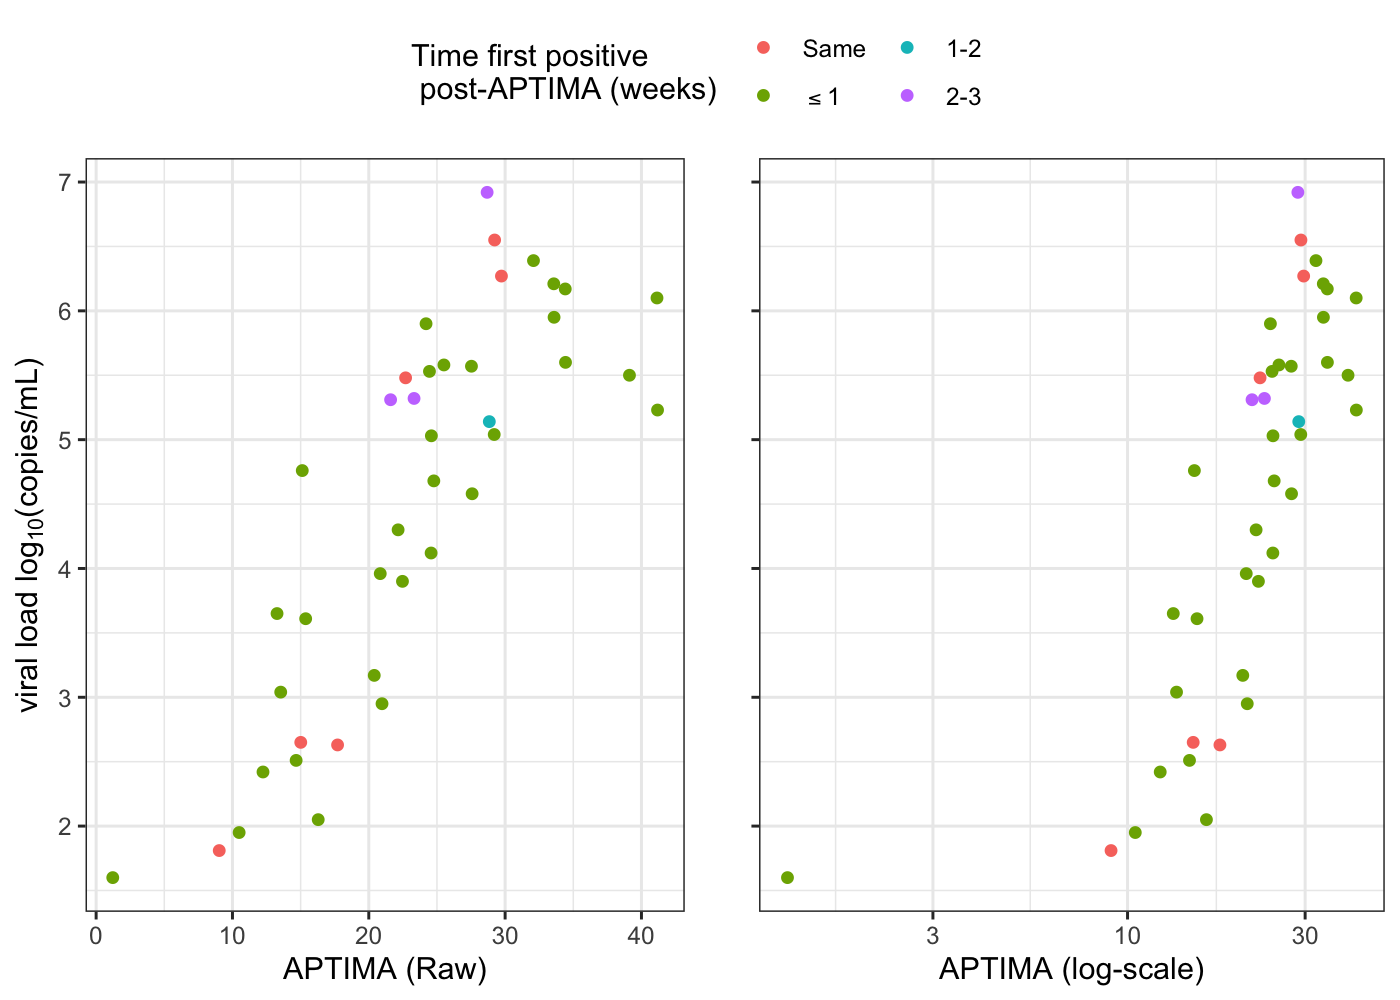 Time first positive
post-APTIMA (weeks)
Same
1-2
≤ 1
2-3
viral load log₁₀(copies/mL)
7
6
5
4
3
2
0 10 20 30 40
APTIMA (Raw)
3 10 30
APTIMA (log-scale)